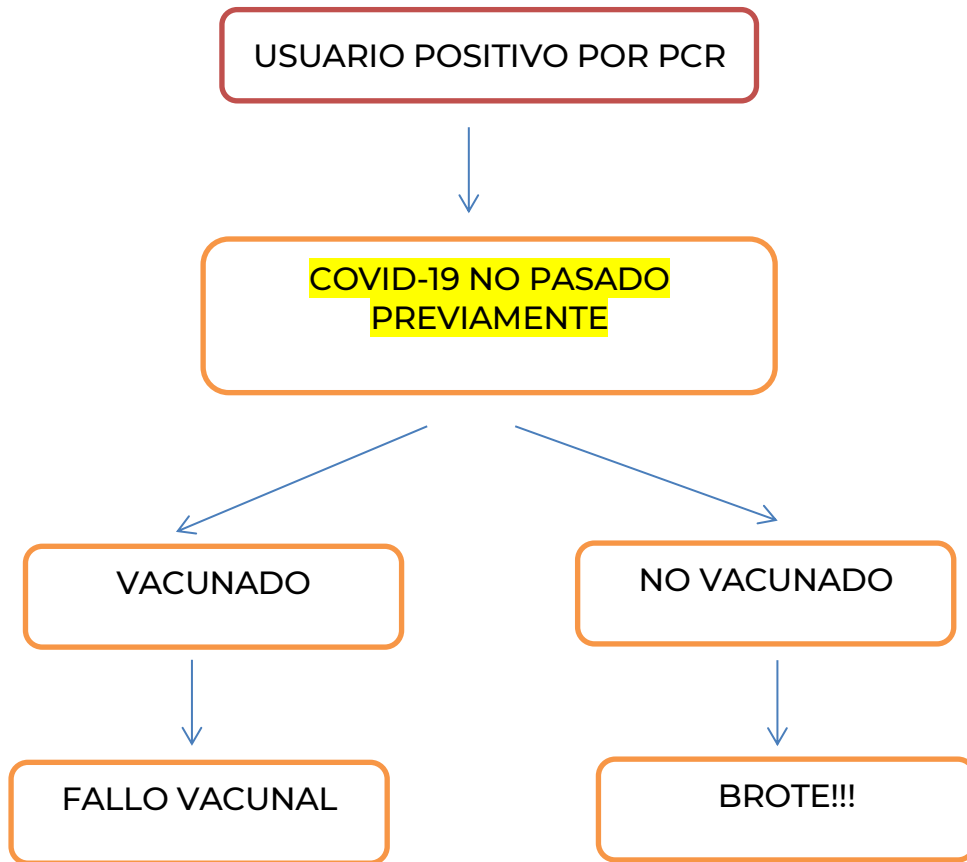 USUARIO POSITIVO POR PCR
COVID-19 NO PASADO
PREVIAMENTE
VACUNADO
NO VACUNADO
FALLO VACUNAL
BROTE!!!